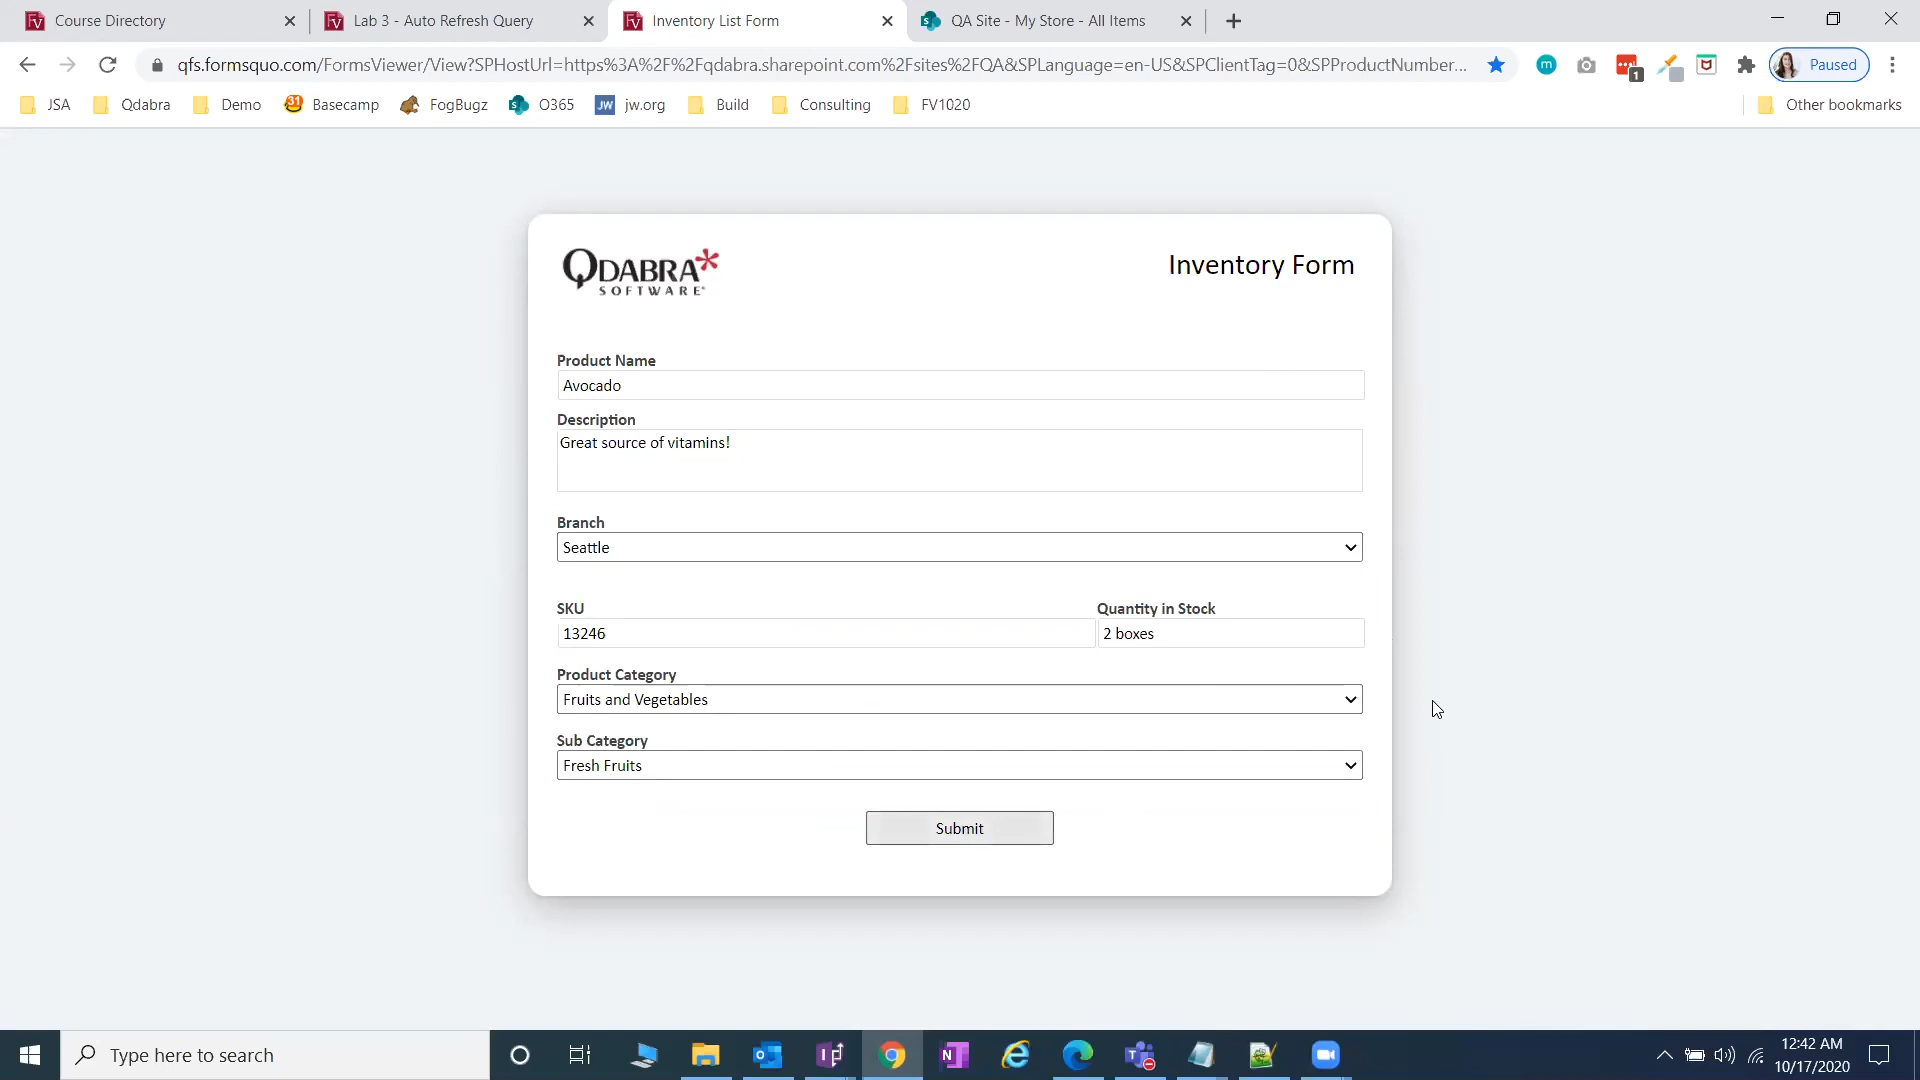 Course Directory
Lab 3 - Auto Refresh Query
Inventory List Form
QA Site - My Store - All Items
qfs.formsquo.com/FormsViewer/View?SPHostUrl=https%3A%2F%2Fqdabra.sharepoint.com%2Fsites%2FQA&SPLanguage=en-US&SPClientTag=0&SPProductNumber...
m
1
Paused
JSA
Qdabra
Demo
31
Basecamp
FogBugz
O365
JW
jw.org
Build
Consulting
FV1020
Other bookmarks
QDABRA
SOFTWARE
Inventory Form
Product Name
Avocado
Description
Great source of vitamins!
Branch
Seattle
SKU
Quantity in Stock
13246
2 boxes
Product Category
Fruits and Vegetables
Sub Category
Fresh Fruits
Submit
Type here to search
12:42 AM
10/17/2020